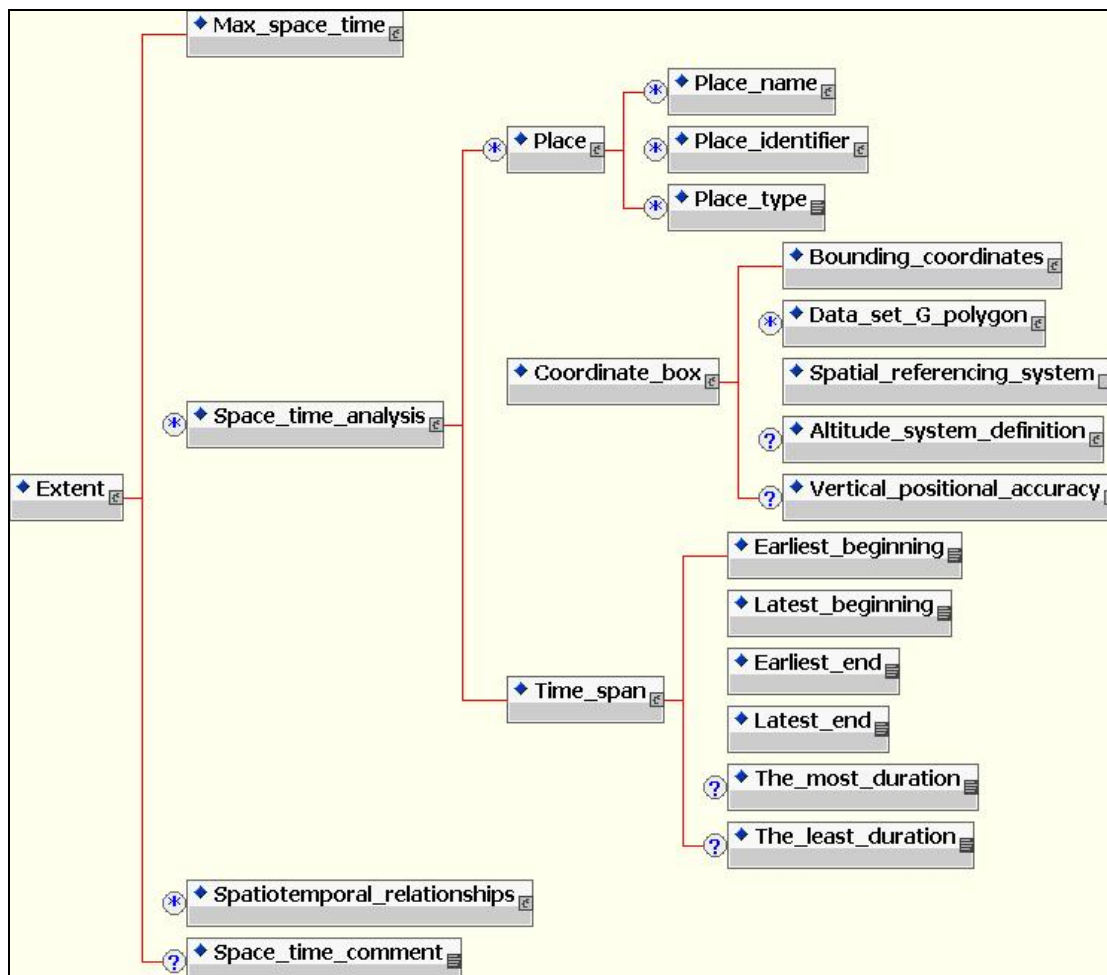 Max_space_time
* Place_name
* Place
* Place_identifier
* Place_type
Bounding_coordinates
* Data_set_G_polygon
Coordinate_box
Spatial_referencing_system
* Space_time_analysis
? Altitude_system_definition
Extent
? Vertical_positional_accuracy
Earliest_beginning
Latest_beginning
Earliest_end
Time_span
Latest_end
? The_most_duration
? The_least_duration
* Spatiotemporal_relationships
? Space_time_comment